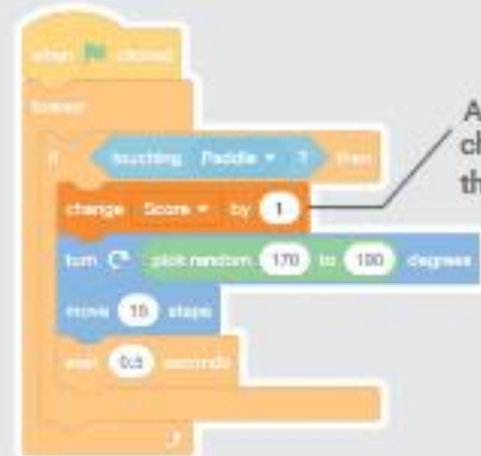 when clicked
forever
if touching Paddle ? then
A
ch
th
change Score by 1
turn pick random 170 to 190 degrees
move 15 steps
wait 0.5 seconds